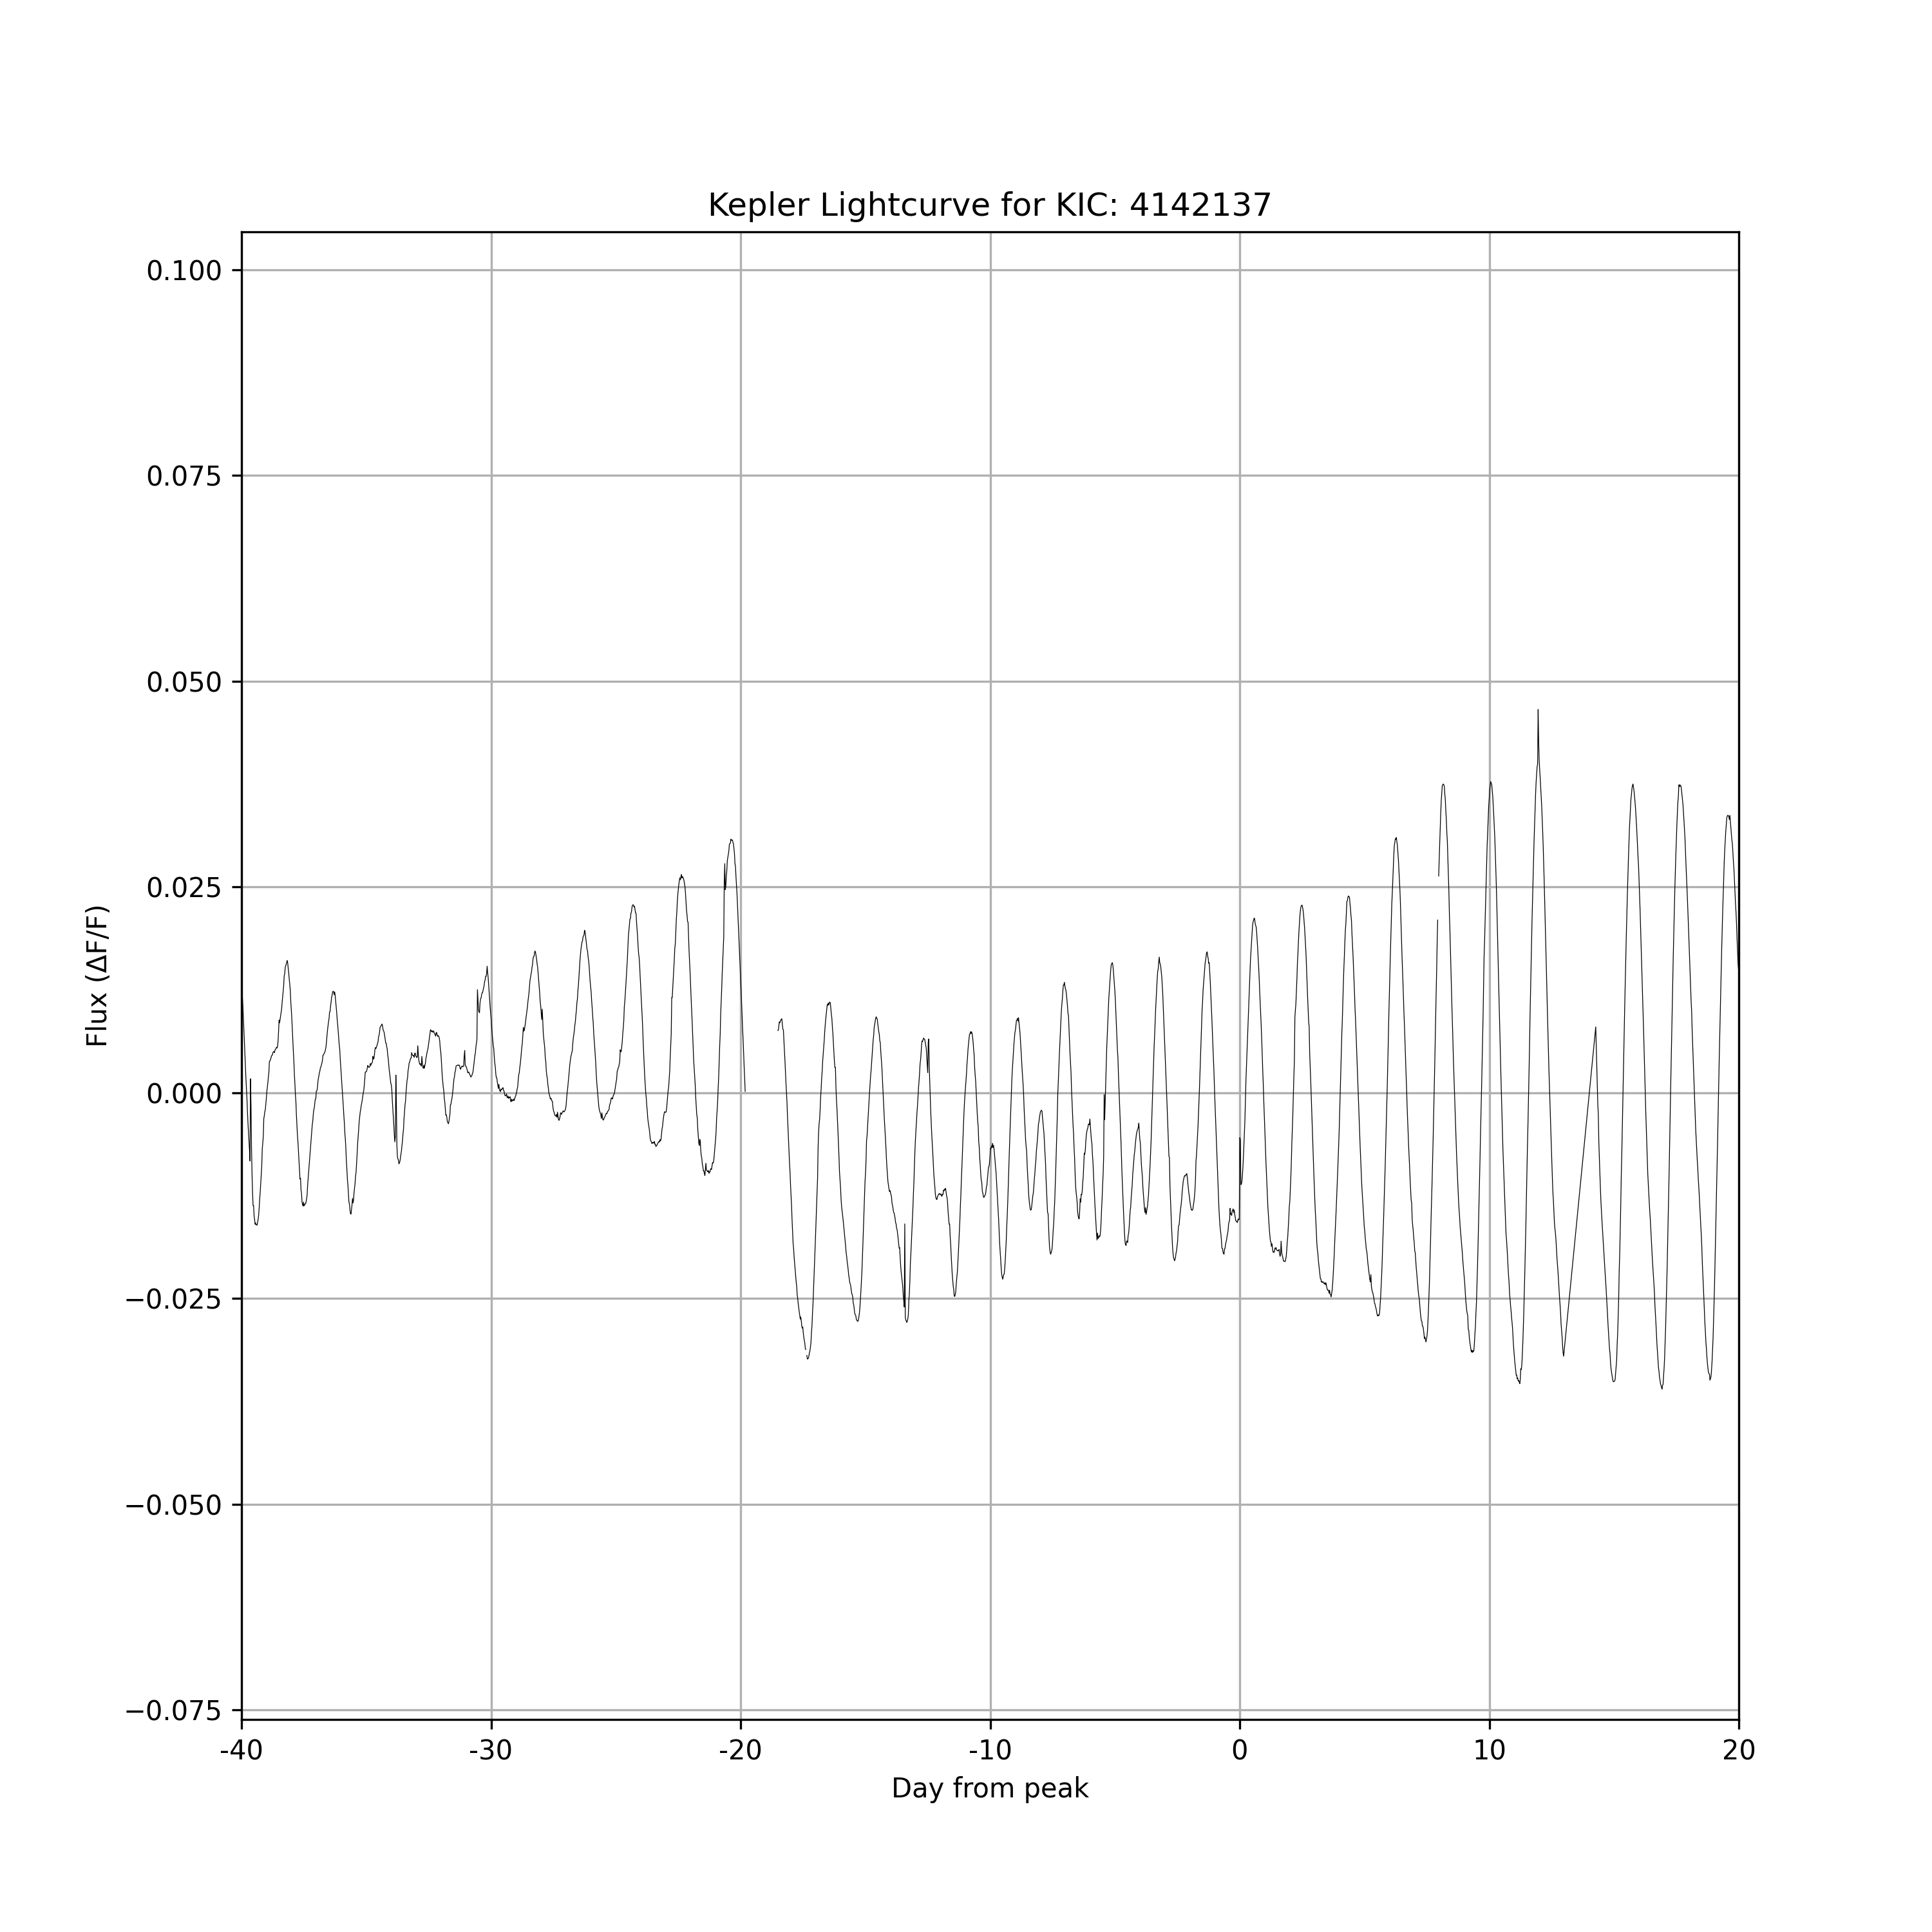 Kepler Lightcurve for KIC: 4142137
0.100
0.075
0.050
0.025
0.000
−0.025
−0.050
−0.075
Flux (ΔF/F)
-40 -30 -20 -10 0 10 20
Day from peak